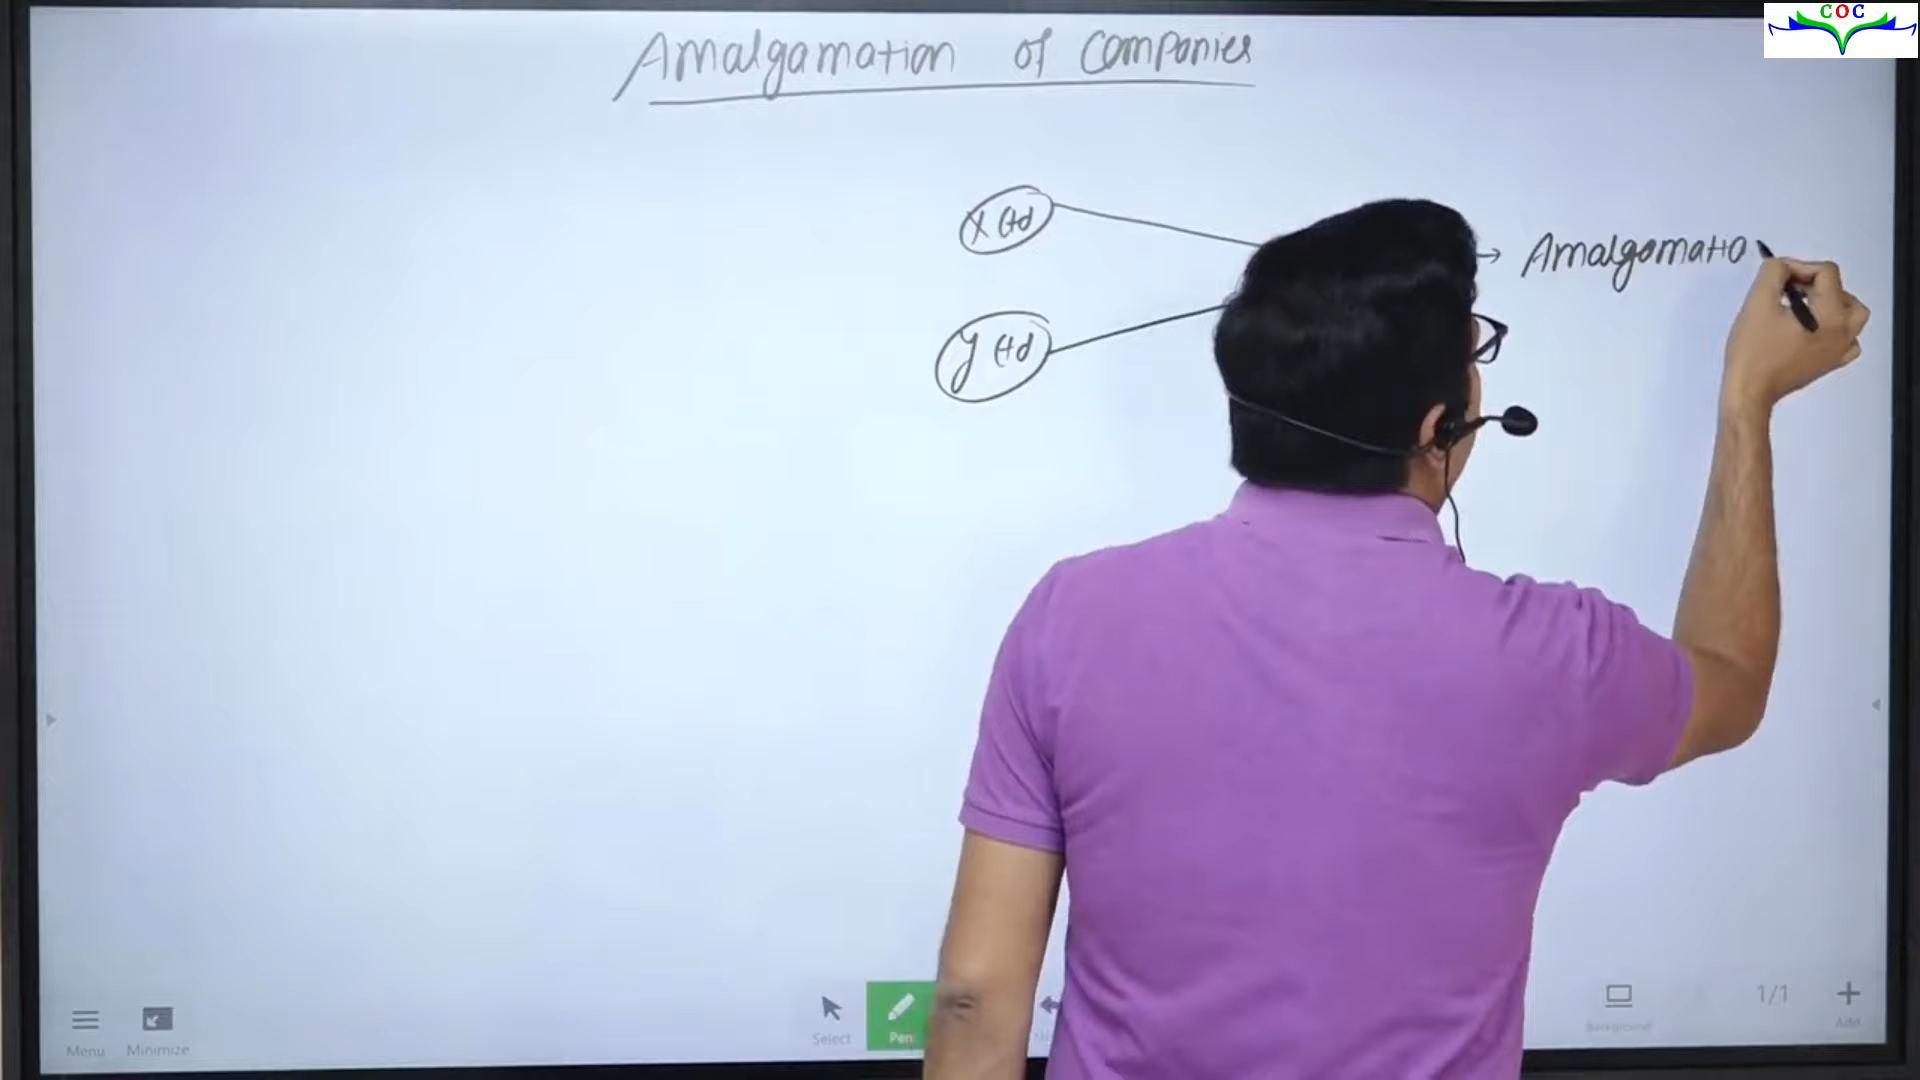 COC
Amalgamation of Companies
X Ltd
→ Amalgamatio
Y Ltd
Menu
Minimize
Select
Pen
Background
1/1
Add